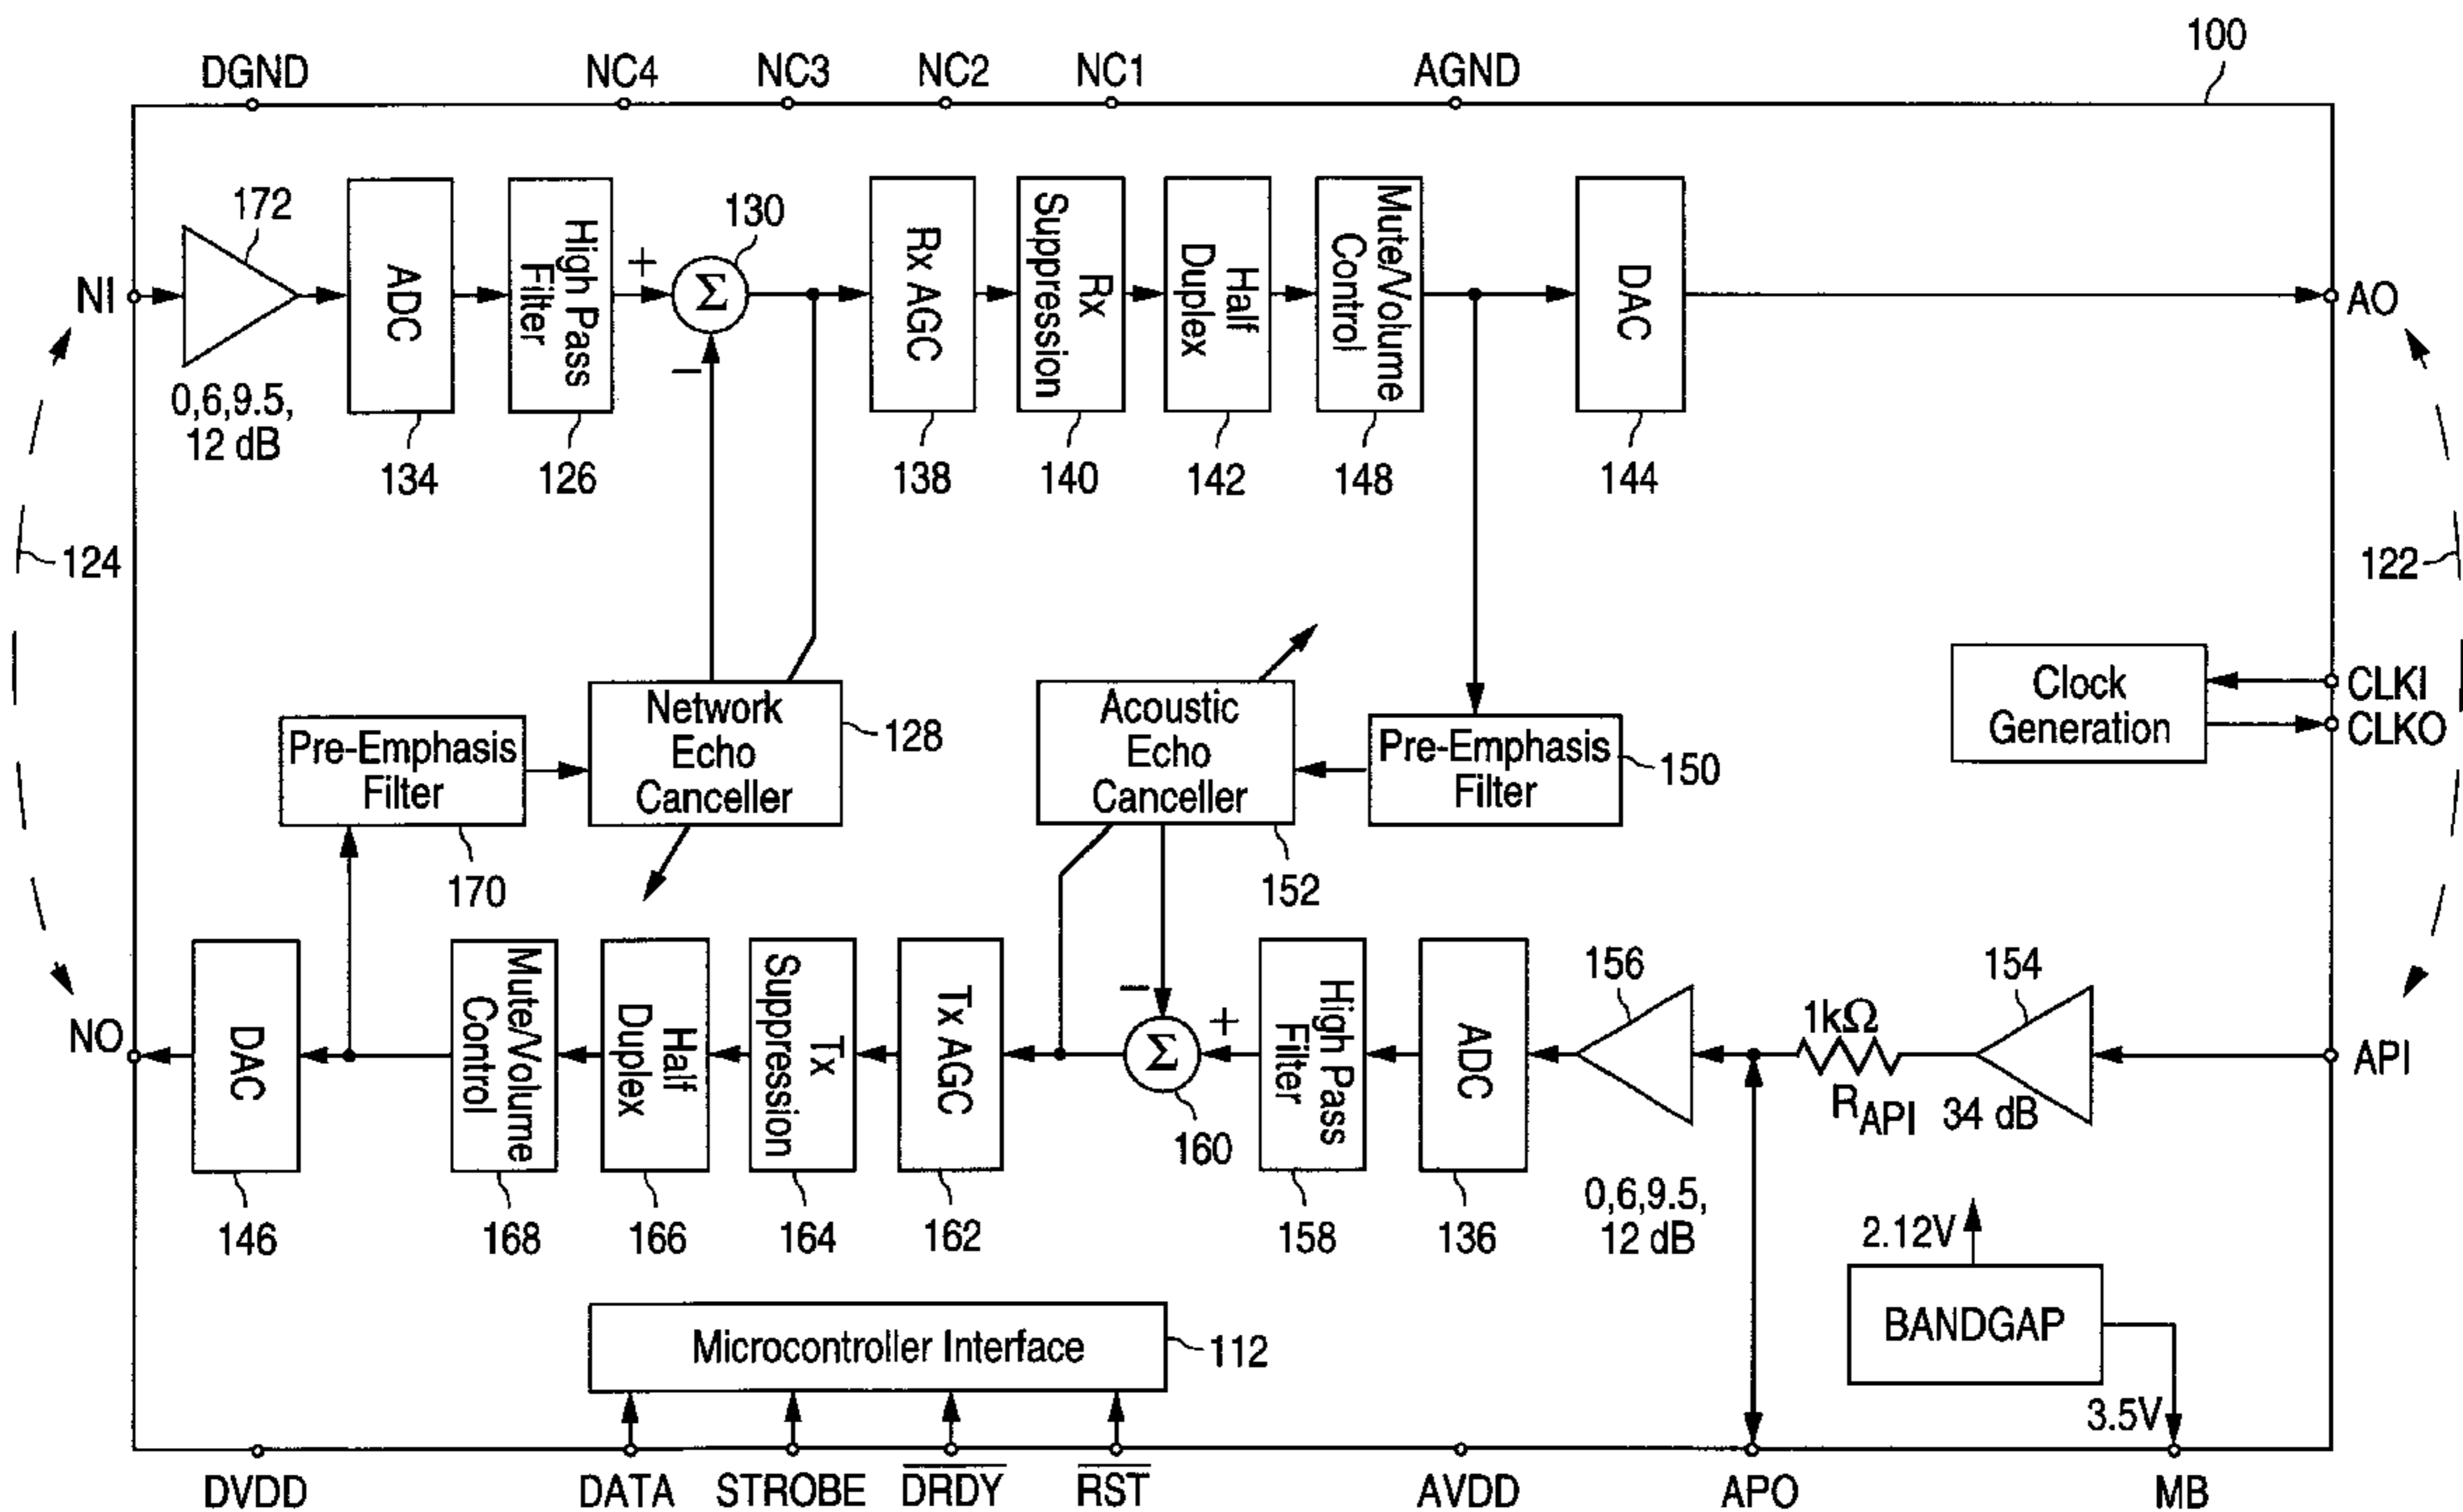 100
DGND
NC4
NC3
NC2
NC1
AGND
172
130
NI
ADC
High Pass
Filter
+
Σ
−
Rx AGC
Rx
Suppression
Half
Duplex
Mute/Volume
Control
DAC
AO
0,6,9.5,
12 dB
134
126
138
140
142
148
144
124
122
Network
Echo
Canceller
128
Acoustic
Echo
Canceller
Clock
Generation
CLKI
CLKO
Pre-Emphasis
Filter
Pre-Emphasis
Filter
150
170
152
156
154
NO
DAC
Mute/Volume
Control
Half
Duplex
Tx
Suppression
Tx AGC
−
Σ
+
High Pass
Filter
ADC
1kΩ
RAPI
34 dB
API
160
146
168
166
164
162
158
136
0,6,9.5,
12 dB
2.12V
BANDGAP
Microcontroller Interface
112
3.5V
DVDD
DATA
STROBE
D̅R̅D̅Y̅
R̅S̅T̅
AVDD
APO
MB